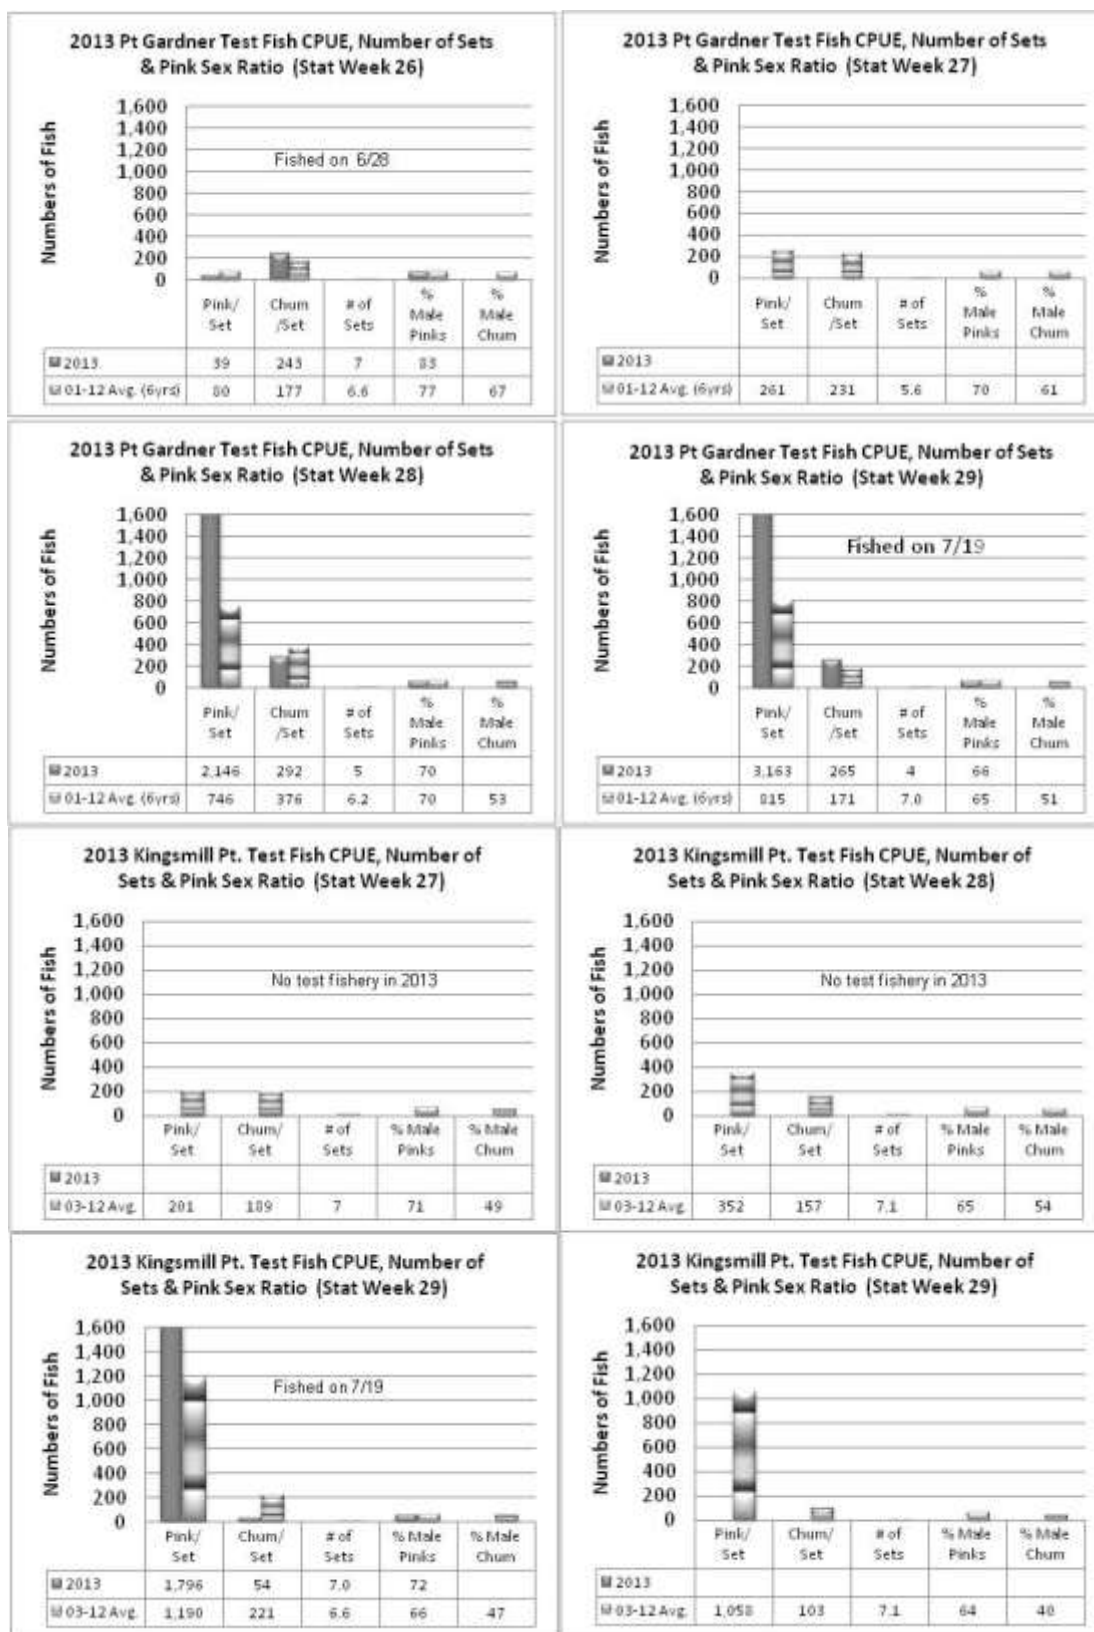 2013 Pt Gardner Test Fish CPUE, Number of Sets
& Pink Sex Ratio (Stat Week 26)
Numbers of Fish
1,600
1,400
1,200
1,000
800
600
400
200
0
Fished on 6/28
Pink/ Set Chum /Set # of Sets % Male Pinks % Male Chum
2013 39 243 7 83
01-12 Avg. (6yrs) 80 177 6.6 77 67
2013 Pt Gardner Test Fish CPUE, Number of Sets
& Pink Sex Ratio (Stat Week 27)
Numbers of Fish
1,600
1,400
1,200
1,000
800
600
400
200
0
Pink/ Set Chum /Set # of Sets % Male Pinks % Male Chum
2013
01-12 Avg. (6yrs) 261 231 5.6 70 61
2013 Pt Gardner Test Fish CPUE, Number of Sets
& Pink Sex Ratio (Stat Week 28)
Numbers of Fish
1,600
1,400
1,200
1,000
800
600
400
200
0
Pink/ Set Chum /Set # of Sets % Male Pinks % Male Chum
2013 2,146 292 5 70
01-12 Avg. (6yrs) 746 376 6.2 70 53
2013 Pt Gardner Test Fish CPUE, Number of Sets
& Pink Sex Ratio (Stat Week 29)
Numbers of Fish
1,600
1,400
1,200
1,000
800
600
400
200
0
Fished on 7/19
Pink/ Set Chum /Set # of Sets % Male Pinks % Male Chum
2013 3,163 265 4 66
01-12 Avg. (6yrs) 815 171 7.0 65 51
2013 Kingsmill Pt. Test Fish CPUE, Number of
Sets & Pink Sex Ratio (Stat Week 27)
Numbers of Fish
1,600
1,400
1,200
1,000
800
600
400
200
0
No test fishery in 2013
Pink/ Set Chum/ Set # of Sets % Male Pinks % Male Chum
2013
03-12 Avg. 201 189 7 71 49
2013 Kingsmill Pt. Test Fish CPUE, Number of
Sets & Pink Sex Ratio (Stat Week 28)
Numbers of Fish
1,600
1,400
1,200
1,000
800
600
400
200
0
No test fishery in 2013
Pink/ Set Chum/ Set # of Sets % Male Pinks % Male Chum
2013
03-12 Avg. 352 157 7.1 65 54
2013 Kingsmill Pt. Test Fish CPUE, Number of
Sets & Pink Sex Ratio (Stat Week 29)
Numbers of Fish
1,600
1,400
1,200
1,000
800
600
400
200
0
Fished on 7/19
Pink/ Set Chum/ Set # of Sets % Male Pinks % Male Chum
2013 1,796 54 7.0 72
03-12 Avg. 1,190 221 6.6 66 47
2013 Kingsmill Pt. Test Fish CPUE, Number of
Sets & Pink Sex Ratio (Stat Week 29)
Numbers of Fish
1,600
1,400
1,200
1,000
800
600
400
200
0
Pink/ Set Chum/ Set # of Sets % Male Pinks % Male Chum
2013
03-12 Avg. 1,058 103 7.1 64